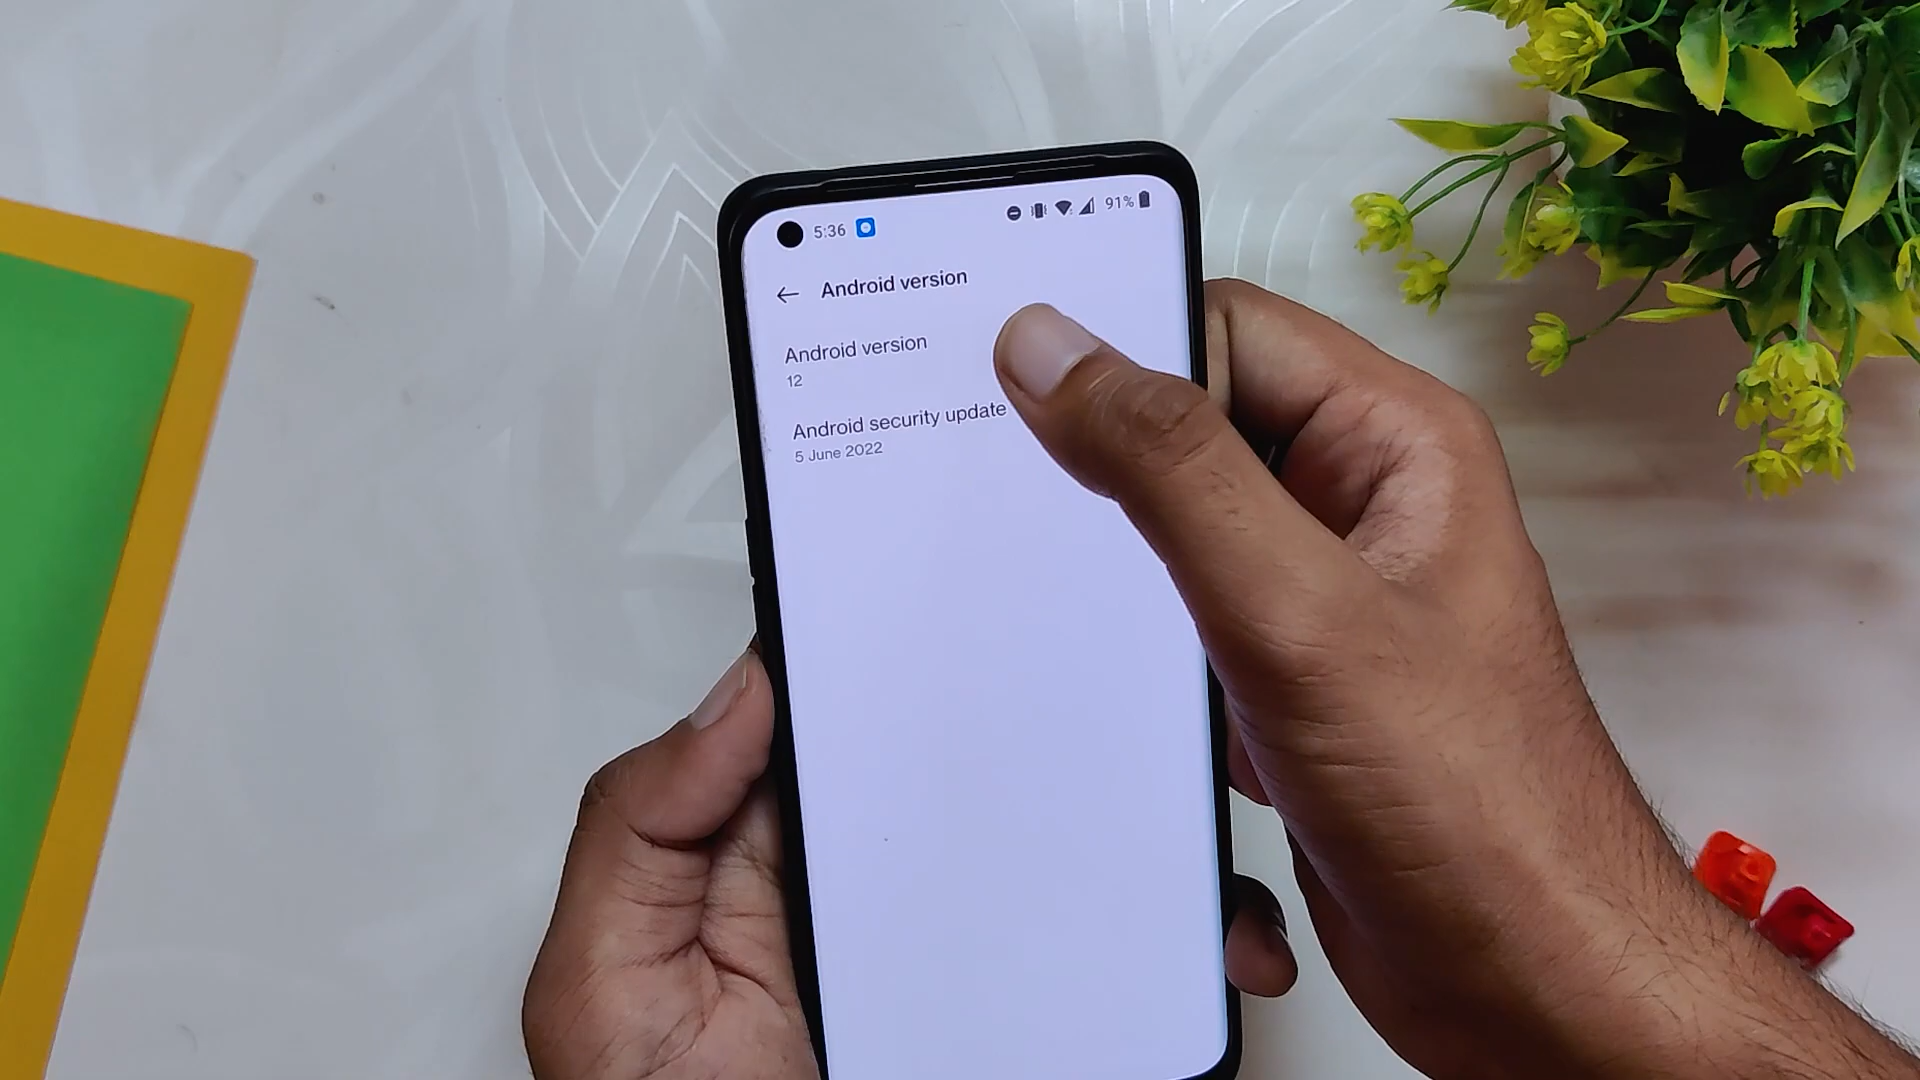 5:36 91%
Android version
Android version
12
Android security update
5 June 2022